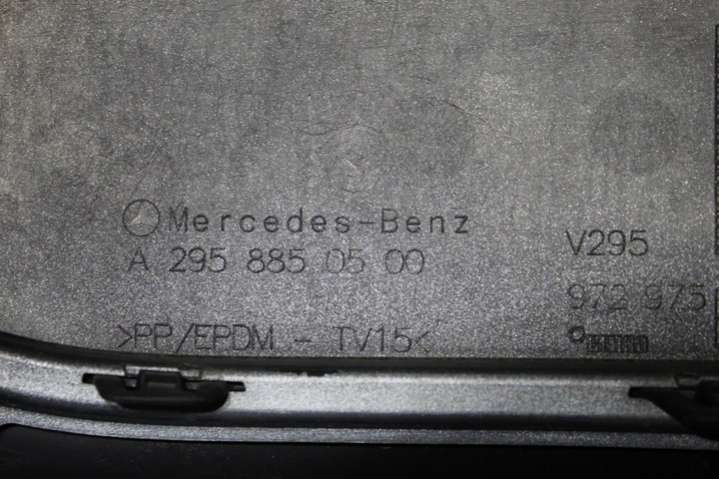 Mercedes-Benz
A 295 885 05 00
>PP/EPDM - TV15<
V295
972 975